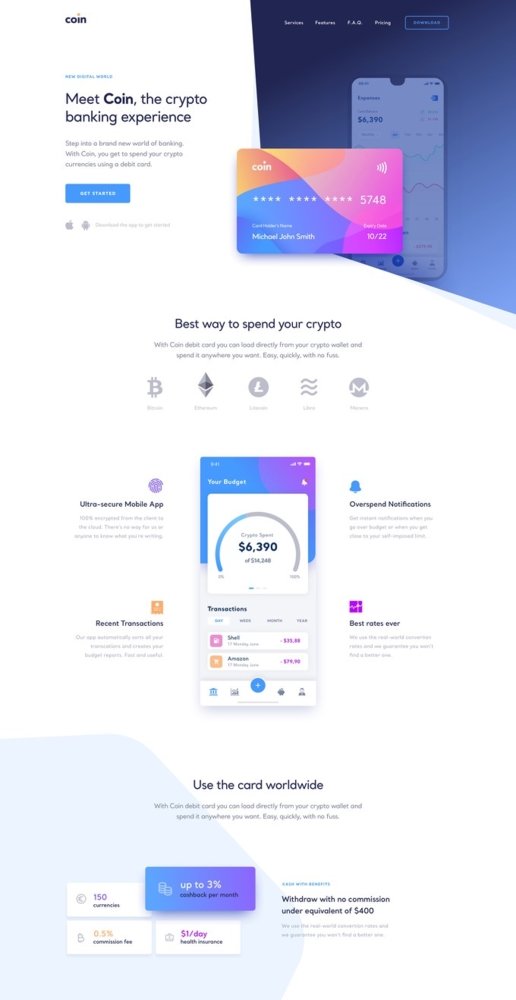 coin
Services Features F.A.Q. Pricing DOWNLOAD
NEW DIGITAL WORLD
Meet Coin, the crypto
banking experience
Step into a brand new world of banking.
With Coin, you get to spend your crypto
currencies using a debit card.
GET STARTED
Download the app to get started
Expenses
$6,390
coin
**** **** **** 5748
Card Holder's Name Expiry Date
Michael John Smith 10/22
Best way to spend your crypto
With Coin debit card you can load directly from your crypto wallet and
spend it anywhere you want. Easy, quickly, with no fuss.
Bitcoin Ethereum Litecoin Libra Monero
Ultra-secure Mobile App
100% encrypted from the client to
the cloud. There's no way for us or
anyone to know what you're writing.
Recent Transactions
Our app automatically sorts all your
transcations and creates your
budget reports. Fast and useful.
9:41
Your Budget
Crypto Spent
$6,390
of $14,248
0% 100%
Transactions
DAY WEEK MONTH YEAR
Shell
17 Monday June
- $35,88
Amazon
17 Monday June
- $79,90
Overspend Notifications
Get instant notifications when you
go over budget or when you get
close to your self-imposed limit.
Best rates ever
We use the real-world conversion
rates and we guarantee you won't
find a better one.
Use the card worldwide
With Coin debit card you can load directly from your crypto wallet and
spend it anywhere you want. Easy, quickly, with no fuss.
150
currencies
up to 3%
cashback per month
0.5%
commission fee
$1/day
health insurance
CASH WITH BENEFITS
Withdraw with no commission
under equivalent of $400
We use the real-world conversion rates and
we guarantee you won't find a better one.